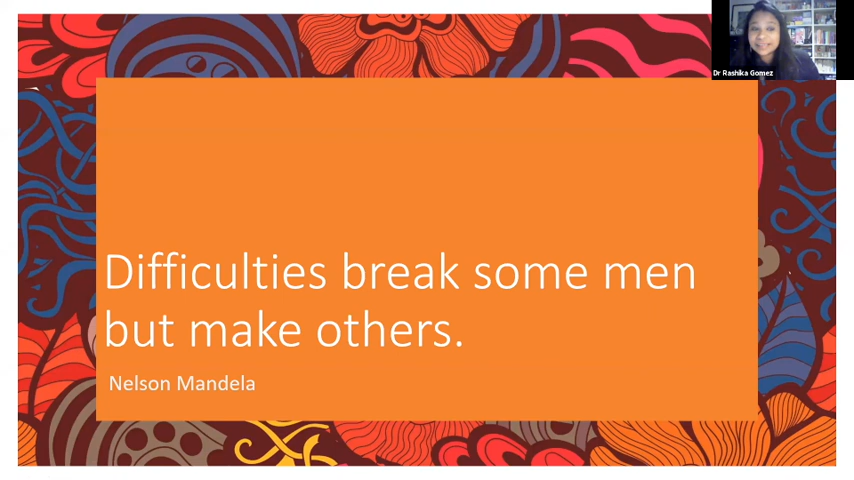 Dr Rashika Gomez
Difficulties break some men
but make others.
Nelson Mandela